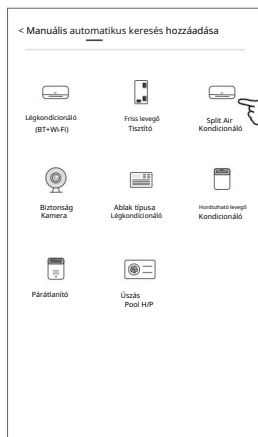 < Manuális automatikus keresés hozzáadása
Légkondicionáló
(BT+Wi-Fi)
Friss levegő
Tisztító
Split Air
Kondicionáló
Biztonság
Kamera
Ablak típusa
Légkondicionáló
Hordozható levegő
Kondicionáló
Párátlanító
Úszás
Pool H/P